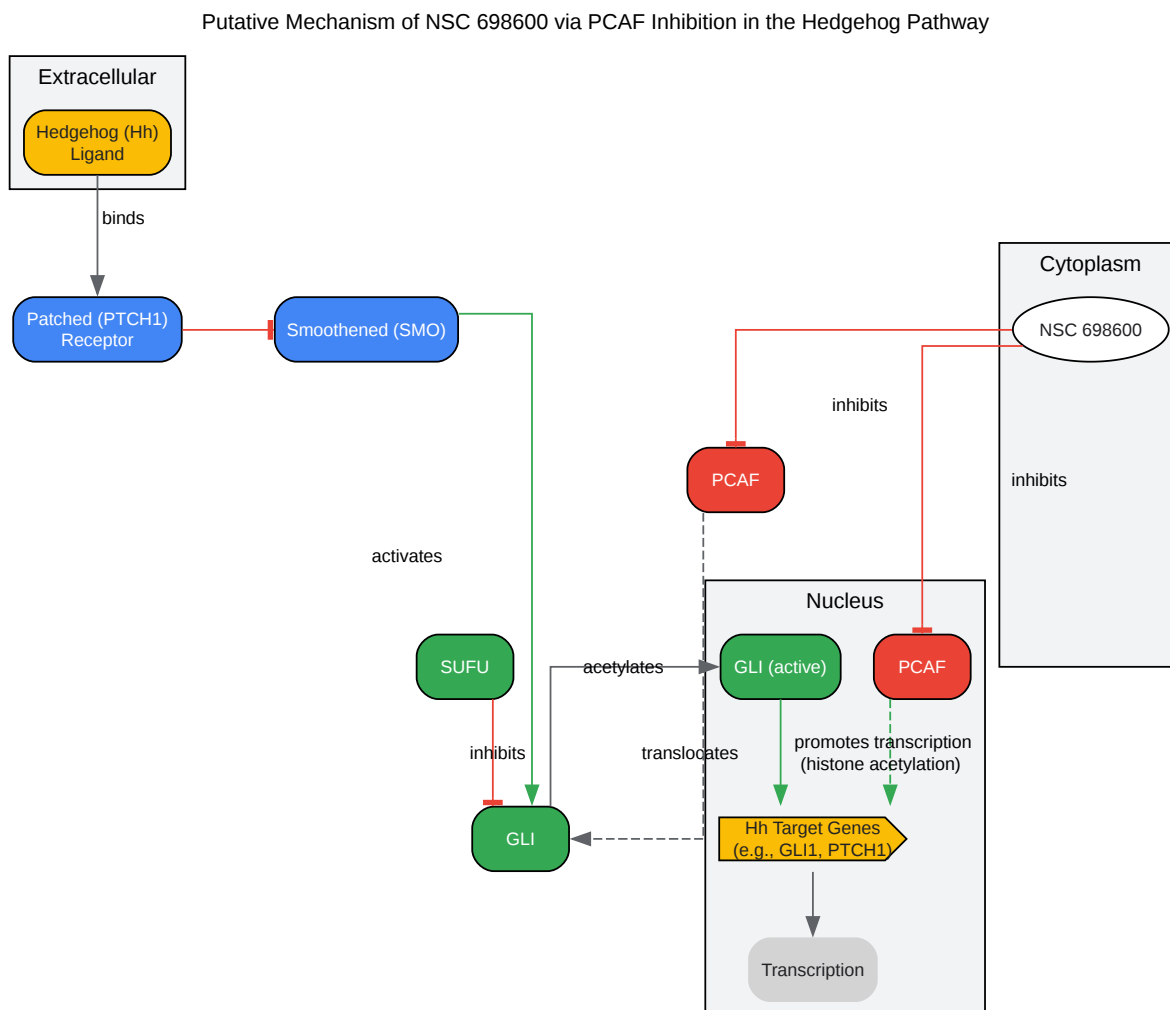 Putative Mechanism of NSC 698600 via PCAF Inhibition in the Hedgehog Pathway
Extracellular
Hedgehog (Hh)
Ligand
binds
Cytoplasm
Patched (PTCH1)
Receptor
Smoothened (SMO)
NSC 698600
inhibits
PCAF
inhibits
activates
Nucleus
SUFU
acetylates
GLI (active)
PCAF
inhibits
translocates
promotes transcription
(histone acetylation)
GLI
Hh Target Genes
(e.g., GLI1, PTCH1)
Transcription